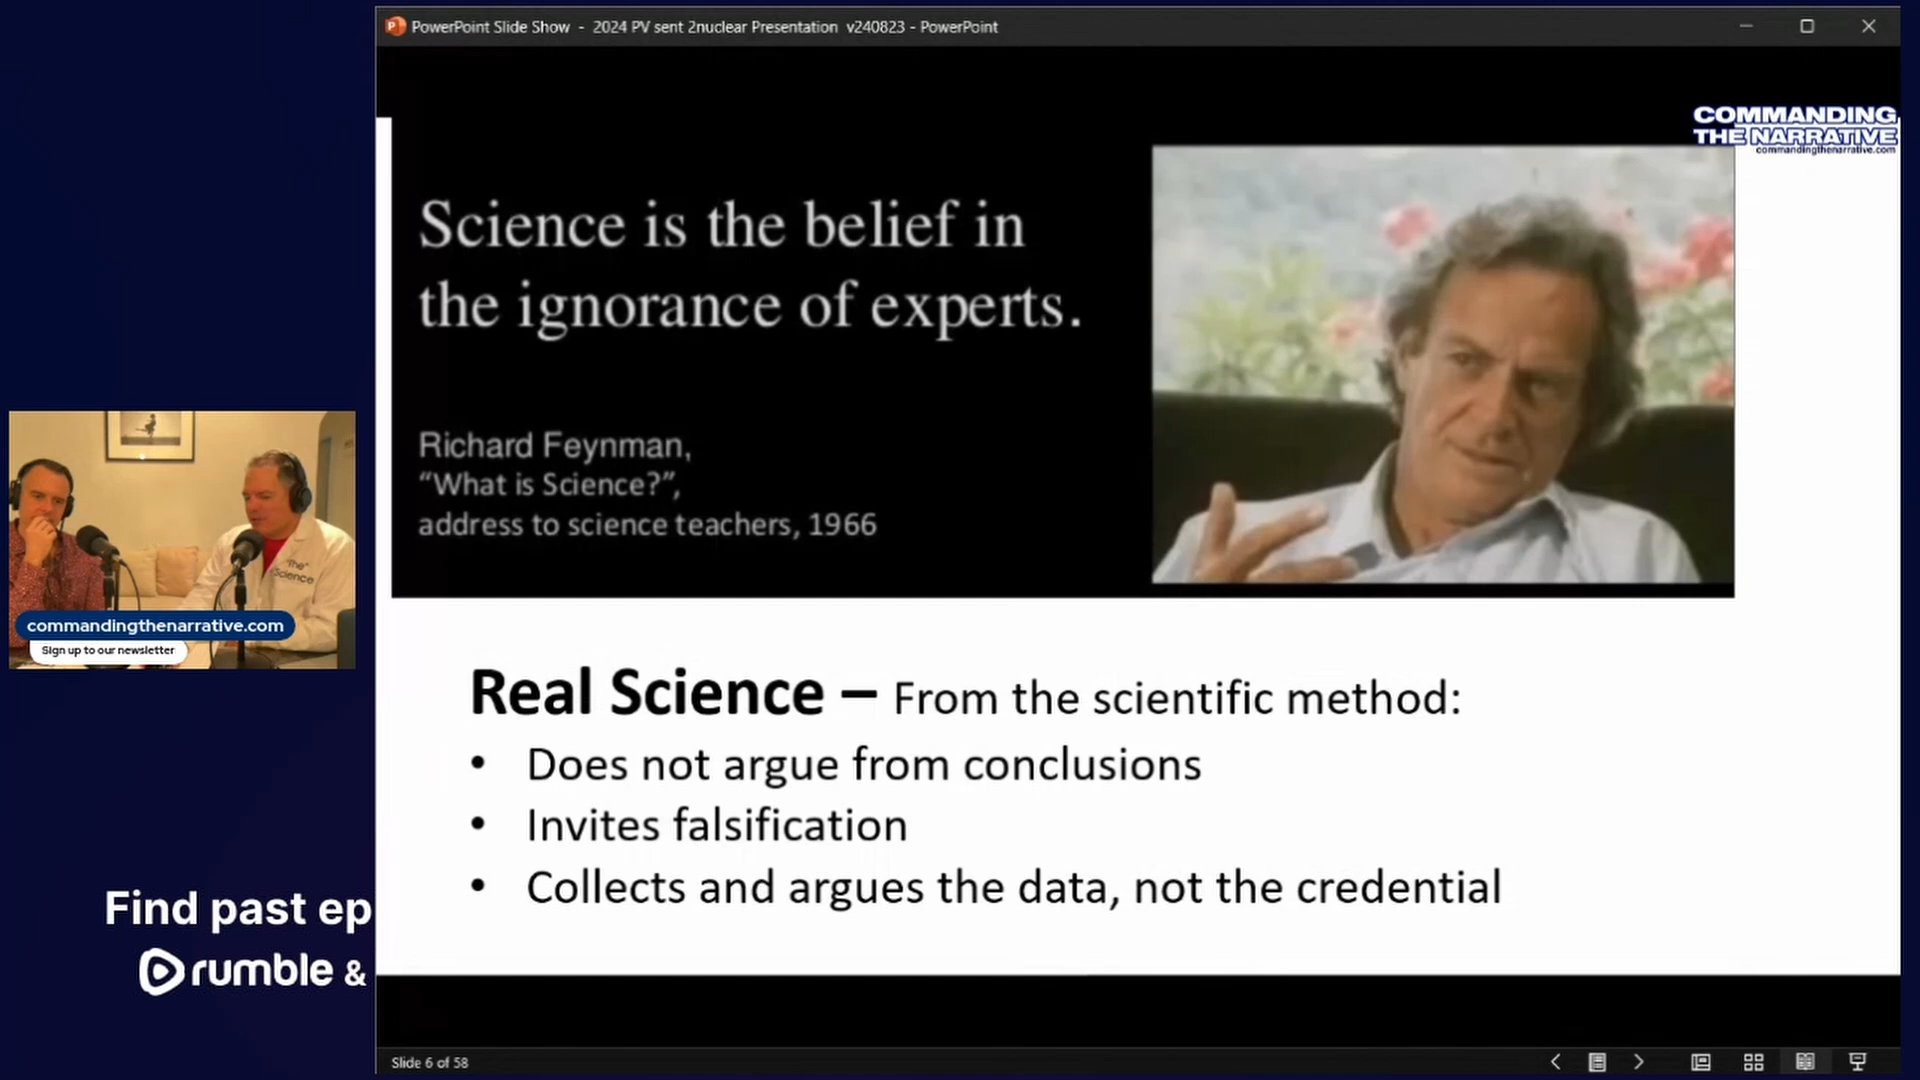 PowerPoint Slide Show - 2024 PV sent 2nuclear Presentation v240823 - PowerPoint
COMMANDING
THE NARRATIVE
commandingthenarrative.com
Science is the belief in
the ignorance of experts.
Richard Feynman,
“What is Science?”,
address to science teachers, 1966
"The"
Science
commandingthenarrative.com
Sign up to our newsletter
Real Science – From the scientific method:
• Does not argue from conclusions
• Invites falsification
• Collects and argues the data, not the credential
Find past ep
rumble &
Slide 6 of 58